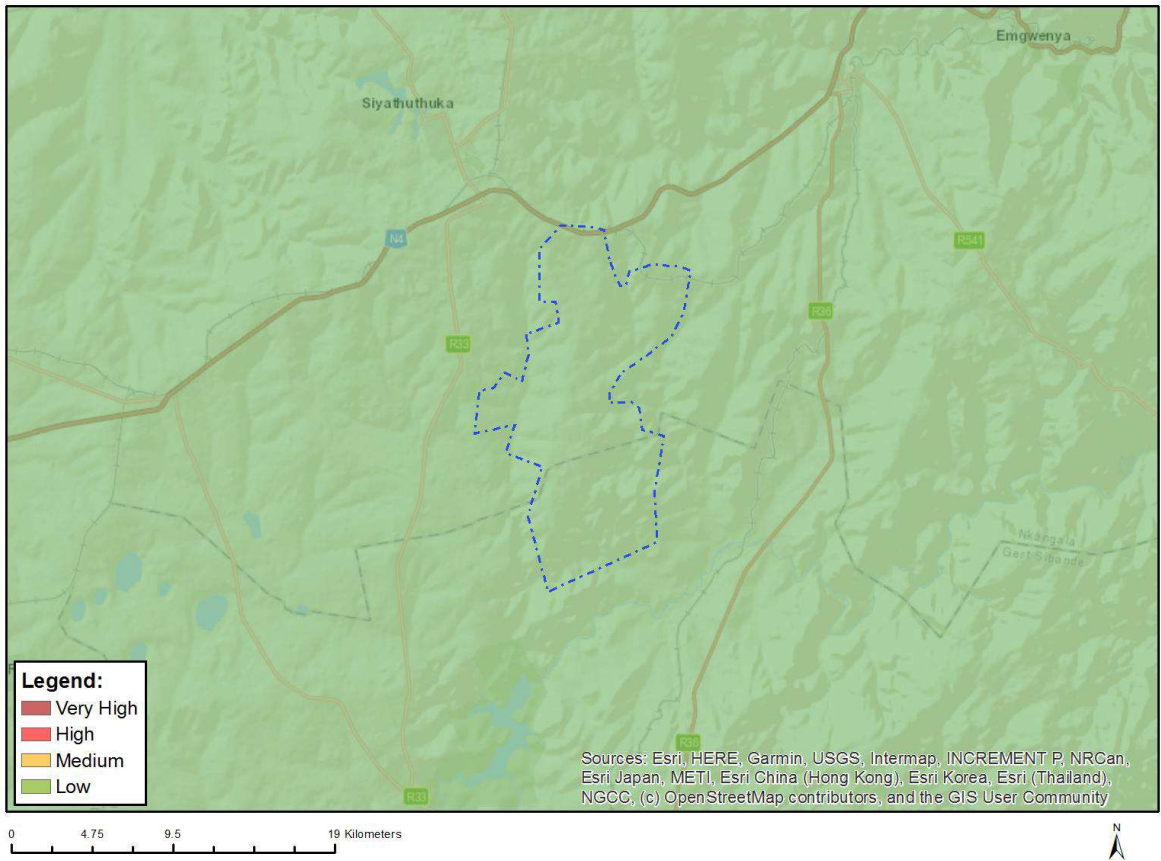 Emgwenya
Siyathuthuka
N4
R541
R36
R33
Nkangala
Gert Sibande
Legend:
Very High
High
Medium
Low
R36
R33
Sources: Esri, HERE, Garmin, USGS, Intermap, INCREMENT P, NRCan,
Esri Japan, METI, Esri China (Hong Kong), Esri Korea, Esri (Thailand),
NGCC, (c) OpenStreetMap contributors, and the GIS User Community
0 4.75 9.5 19 Kilometers
N